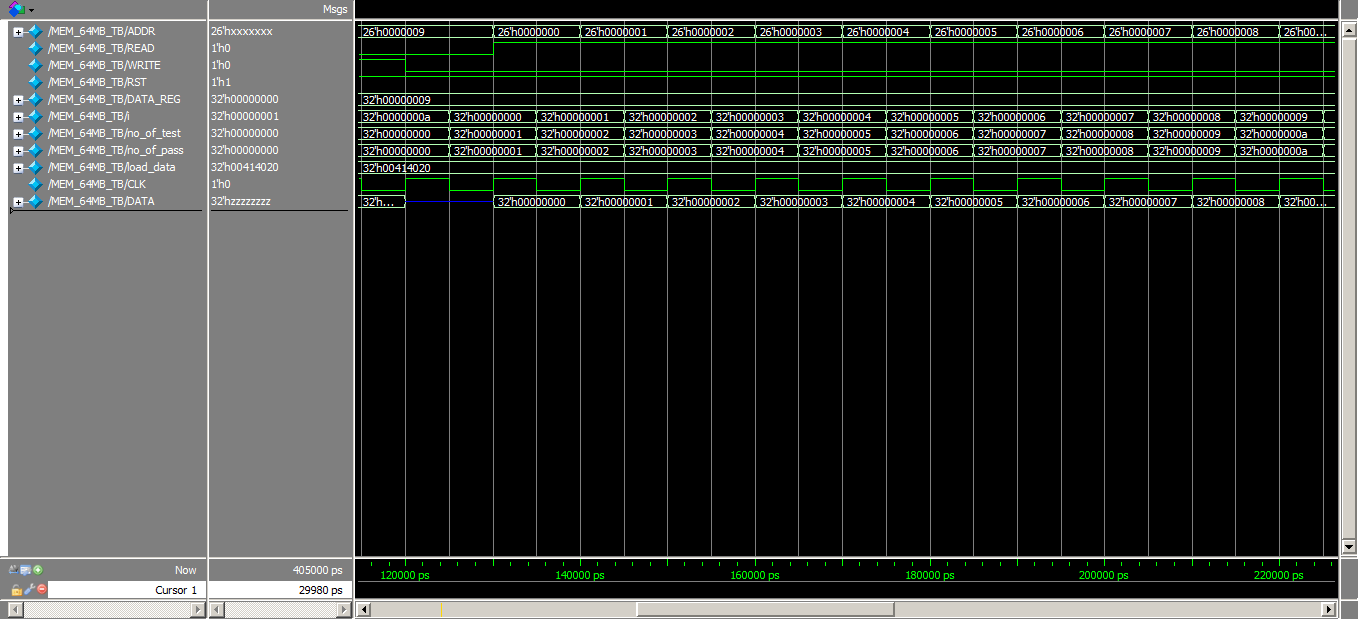 Msgs
/MEM_64MB_TB/ADDR 26'hxxxxxxx 26'h0000009 26'h0000000 26'h0000001 26'h0000002 26'h0000003 26'h0000004 26'h0000005 26'h0000006 26'h0000007 26'h0000008 26'h00...
/MEM_64MB_TB/READ 1'h0
/MEM_64MB_TB/WRITE 1'h0
/MEM_64MB_TB/RST 1'h1
/MEM_64MB_TB/DATA_REG 32'h00000000 32'h00000009
/MEM_64MB_TB/i 32'h00000001 32'h0000000a 32'h00000000 32'h00000001 32'h00000002 32'h00000003 32'h00000004 32'h00000005 32'h00000006 32'h00000007 32'h00000008 32'h00000009
/MEM_64MB_TB/no_of_test 32'h00000000 32'h00000000 32'h00000001 32'h00000002 32'h00000003 32'h00000004 32'h00000005 32'h00000006 32'h00000007 32'h00000008 32'h00000009 32'h0000000a
/MEM_64MB_TB/no_of_pass 32'h00000000 32'h00000000 32'h00000001 32'h00000002 32'h00000003 32'h00000004 32'h00000005 32'h00000006 32'h00000007 32'h00000008 32'h00000009 32'h0000000a
/MEM_64MB_TB/load_data 32'h00414020 32'h00414020
/MEM_64MB_TB/CLK 1'h0
/MEM_64MB_TB/DATA 32'hzzzzzzzz 32'h... 32'h00000000 32'h00000001 32'h00000002 32'h00000003 32'h00000004 32'h00000005 32'h00000006 32'h00000007 32'h00000008 32'h00...
Now 405000 ps 120000 ps 140000 ps 160000 ps 180000 ps 200000 ps 220000 ps
Cursor 1 29980 ps